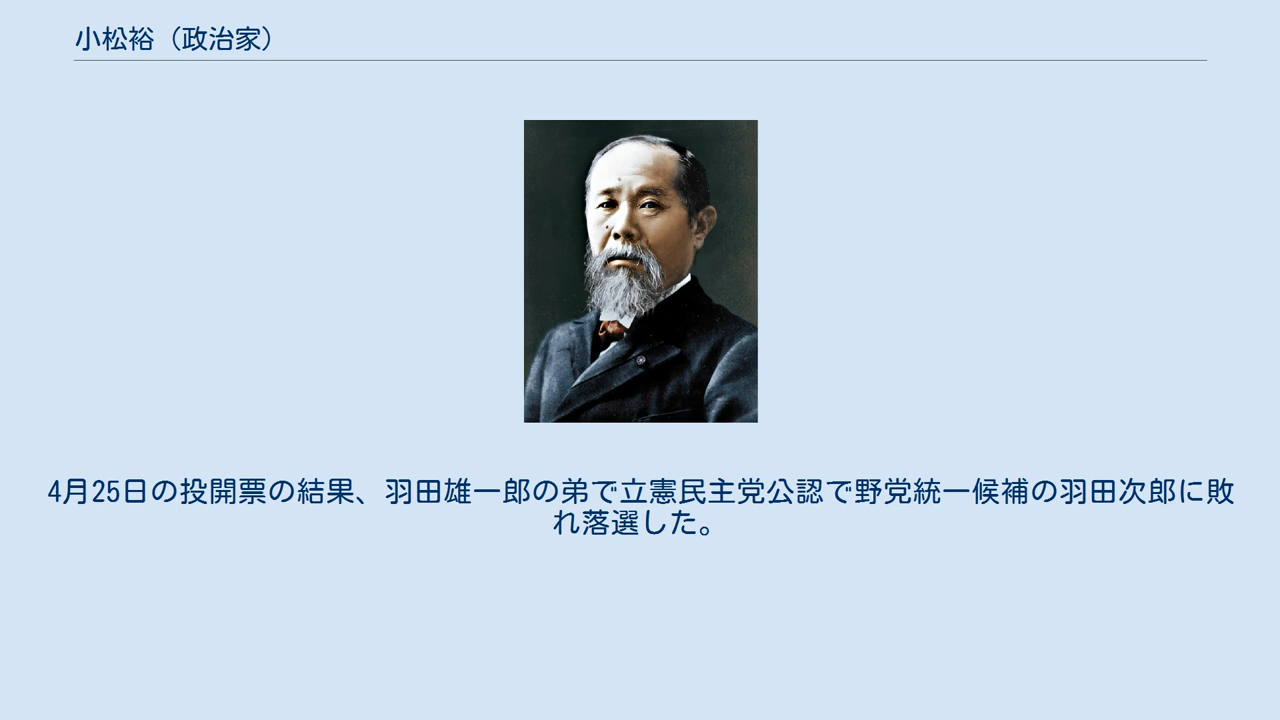 小松裕（政治家）
4月25日の投開票の結果、羽田雄一郎の弟で立憲民主党公認で野党統一候補の羽田次郎に敗
れ落選した。